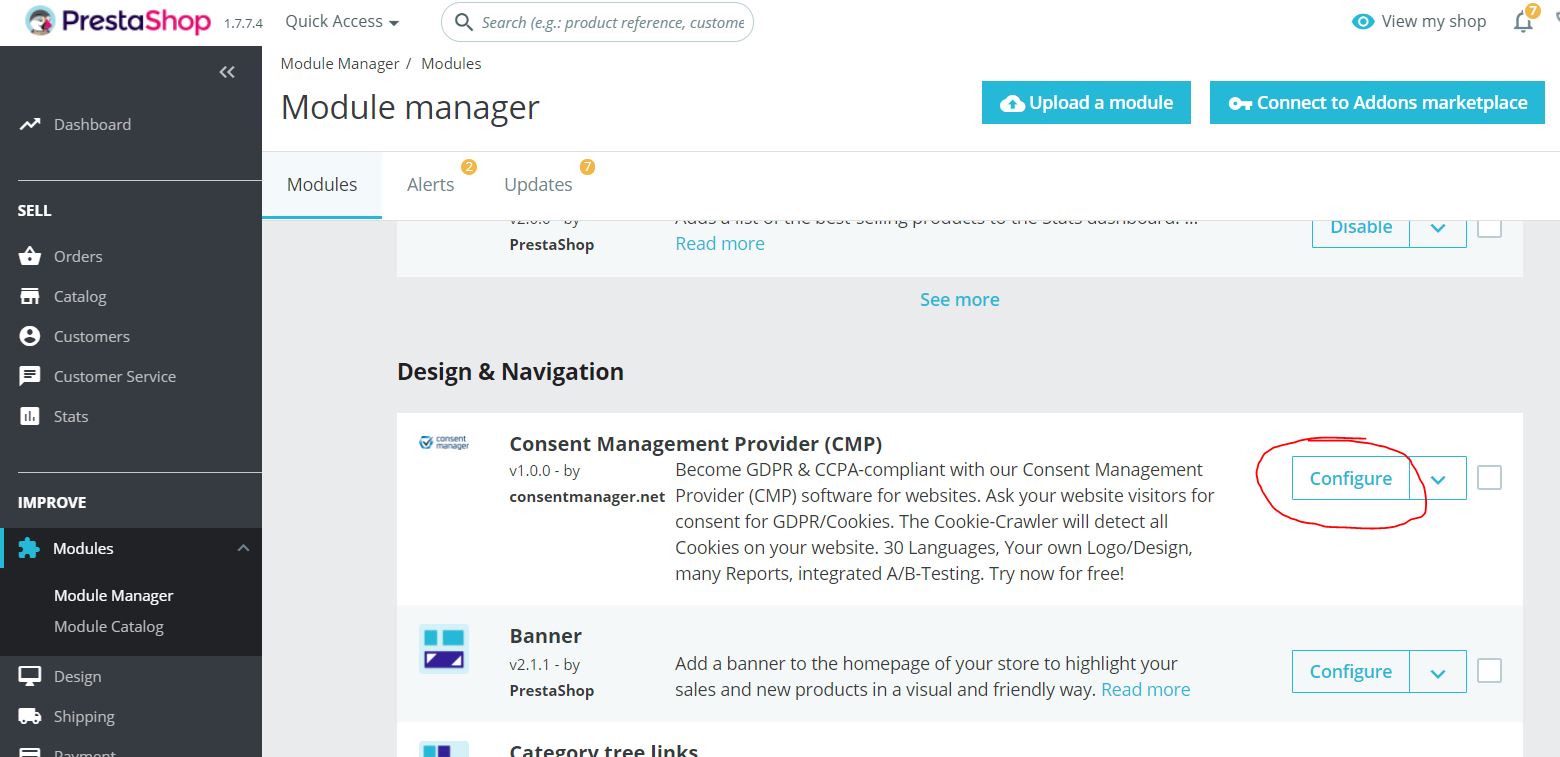 PrestaShop 1.7.7.4 Quick Access Search (e.g.: product reference, custome View my shop 7
Module Manager / Modules
Module manager
Upload a module Connect to Addons marketplace
Dashboard
SELL
Orders
Catalog
Customers
Customer Service
Stats
IMPROVE
Modules
Module Manager
Module Catalog
Design
Shipping
Payment
Modules Alerts 2 Updates 7
v2.0.0 - by Adds a list of the best-selling products to the Stats dashboard. ...
PrestaShop Read more
Disable
See more
Design & Navigation
consent
manager
Consent Management Provider (CMP)
v1.0.0 - by
consentmanager.net
Become GDPR & CCPA-compliant with our Consent Management
Provider (CMP) software for websites. Ask your website visitors for
consent for GDPR/Cookies. The Cookie-Crawler will detect all
Cookies on your website. 30 Languages, Your own Logo/Design,
many Reports, integrated A/B-Testing. Try now for free!
Configure
Banner
v2.1.1 - by
PrestaShop
Add a banner to the homepage of your store to highlight your
sales and new products in a visual and friendly way. Read more
Configure
Category tree links